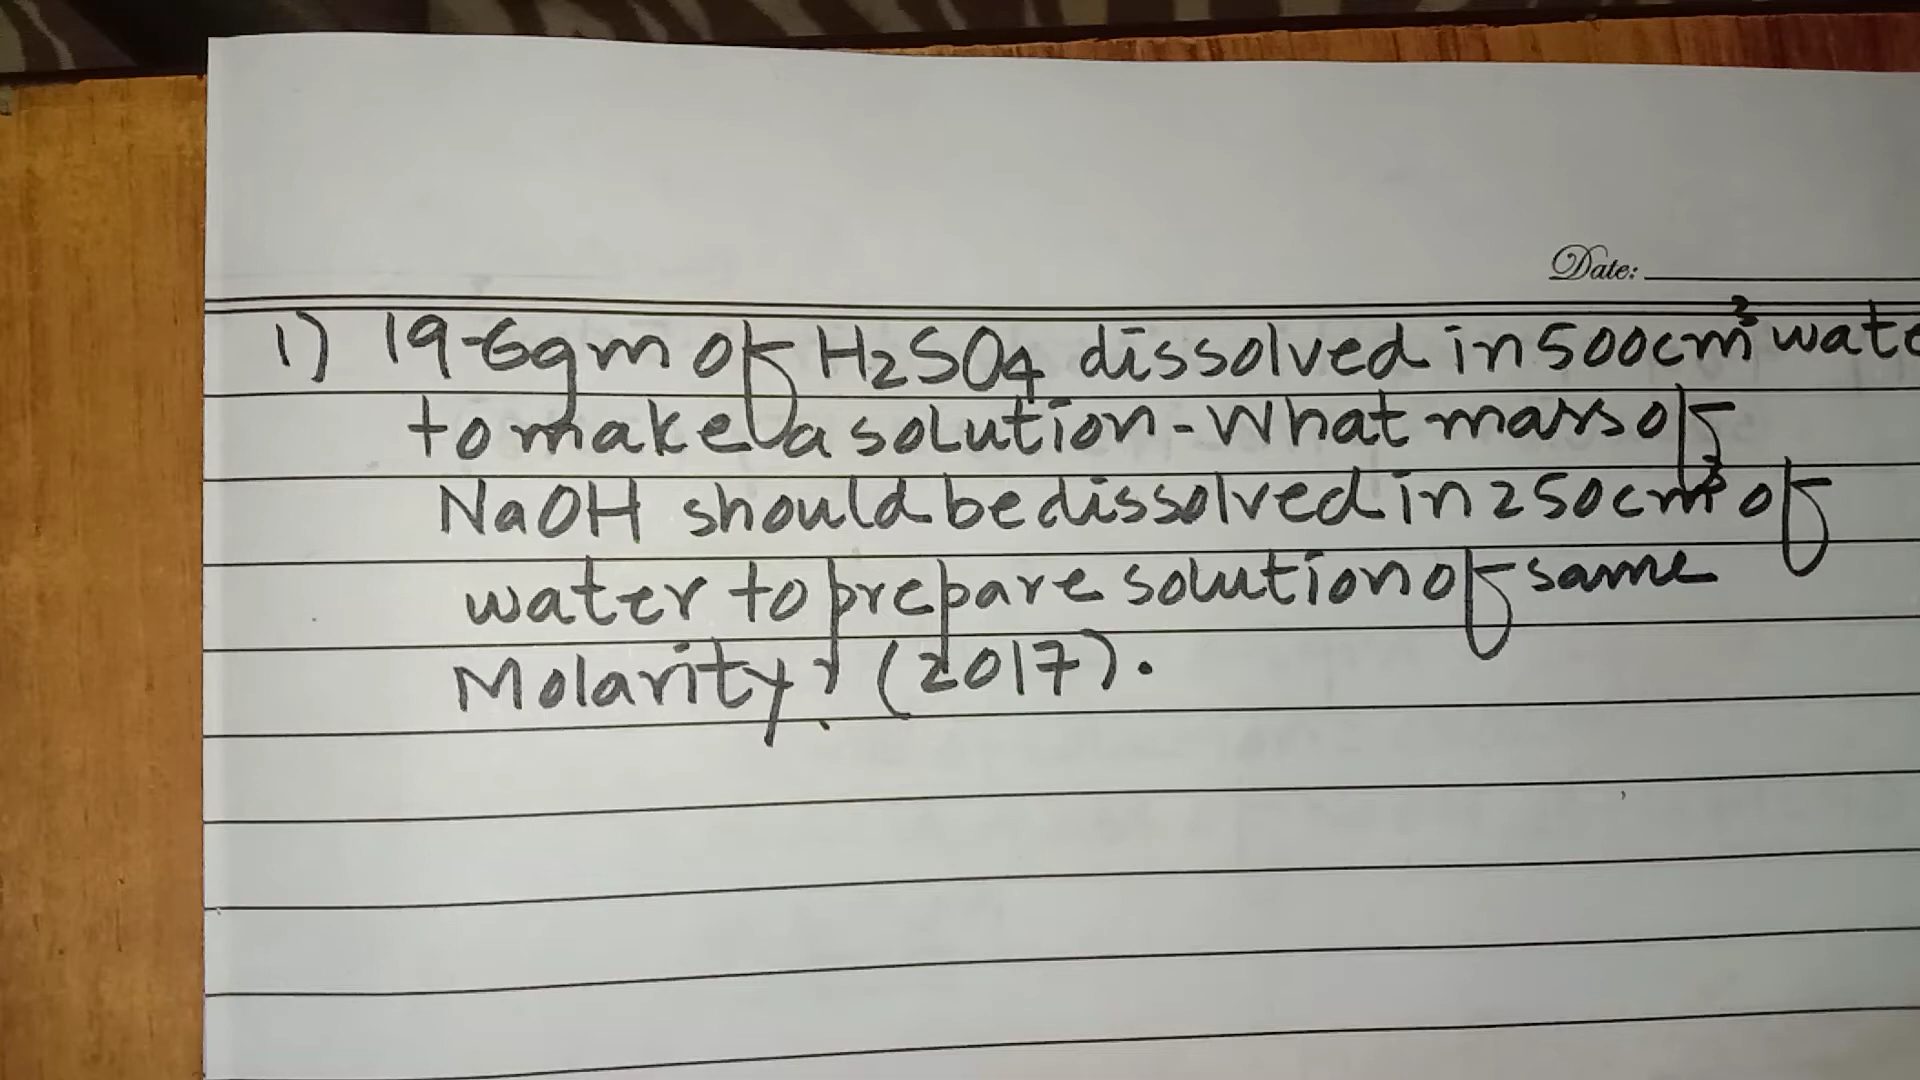 Date:
1) 19.6gm of H₂SO₄ dissolved in 500cm³ wate
to make a solution. What mass of
NaOH should be dissolved in 250cm³ of
water to prepare solution of same
Molarity? (2017).